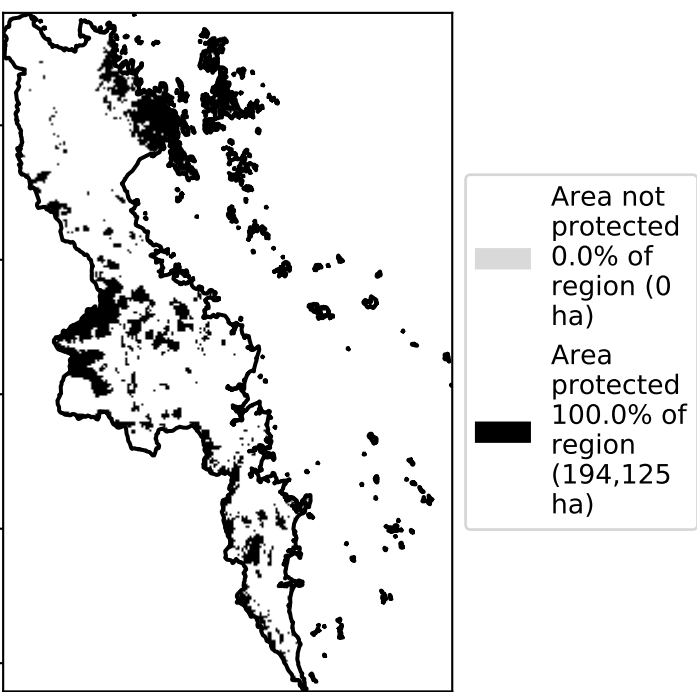 Area not
protected
0.0% of
region (0
ha)
Area
protected
100.0% of
region
(194,125
ha)